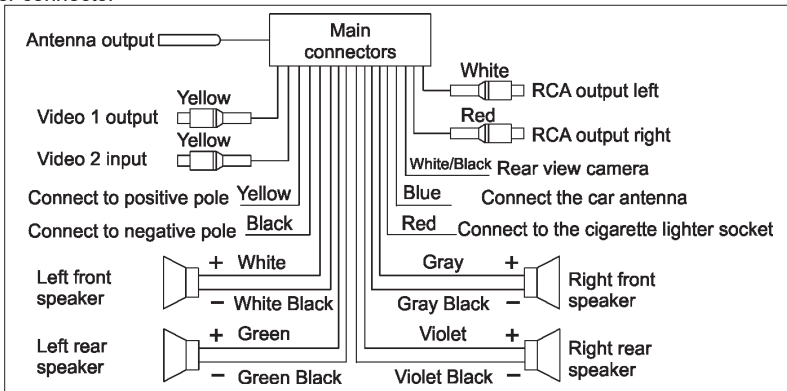 Main
connectors
Antenna output
White
RCA output left
Yellow
Video 1 output
Red
RCA output right
Yellow
Video 2 input
White/Black Rear view camera
Connect to positive pole Yellow
Blue Connect the car antenna
Connect to negative pole Black
Red Connect to the cigarette lighter socket
Left front
speaker
+ White
− White Black
Gray +
Gray Black −
Right front
speaker
Left rear
speaker
+ Green
− Green Black
Violet +
Violet Black −
Right rear
speaker